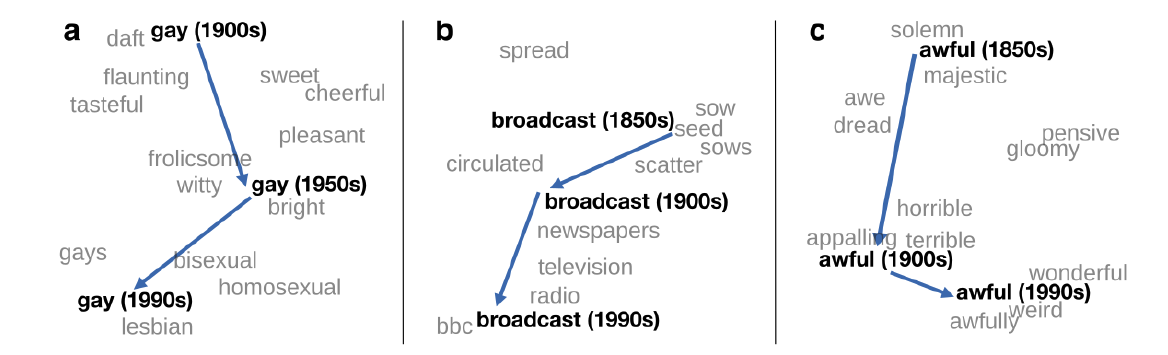 a
daft gay (1900s)
flaunting
sweet
tasteful
cheerful
pleasant
frolicsome
witty
gay (1950s)
bright
gays
bisexual
homosexual
gay (1990s)
lesbian
b
spread
sow
broadcast (1850s)
seed
sows
circulated
scatter
broadcast (1900s)
newspapers
television
radio
bbc broadcast (1990s)
c
solemn
awful (1850s)
majestic
awe
dread
pensive
gloomy
horrible
appalling terrible
awful (1900s)
wonderful
awful (1990s)
weird
awfully